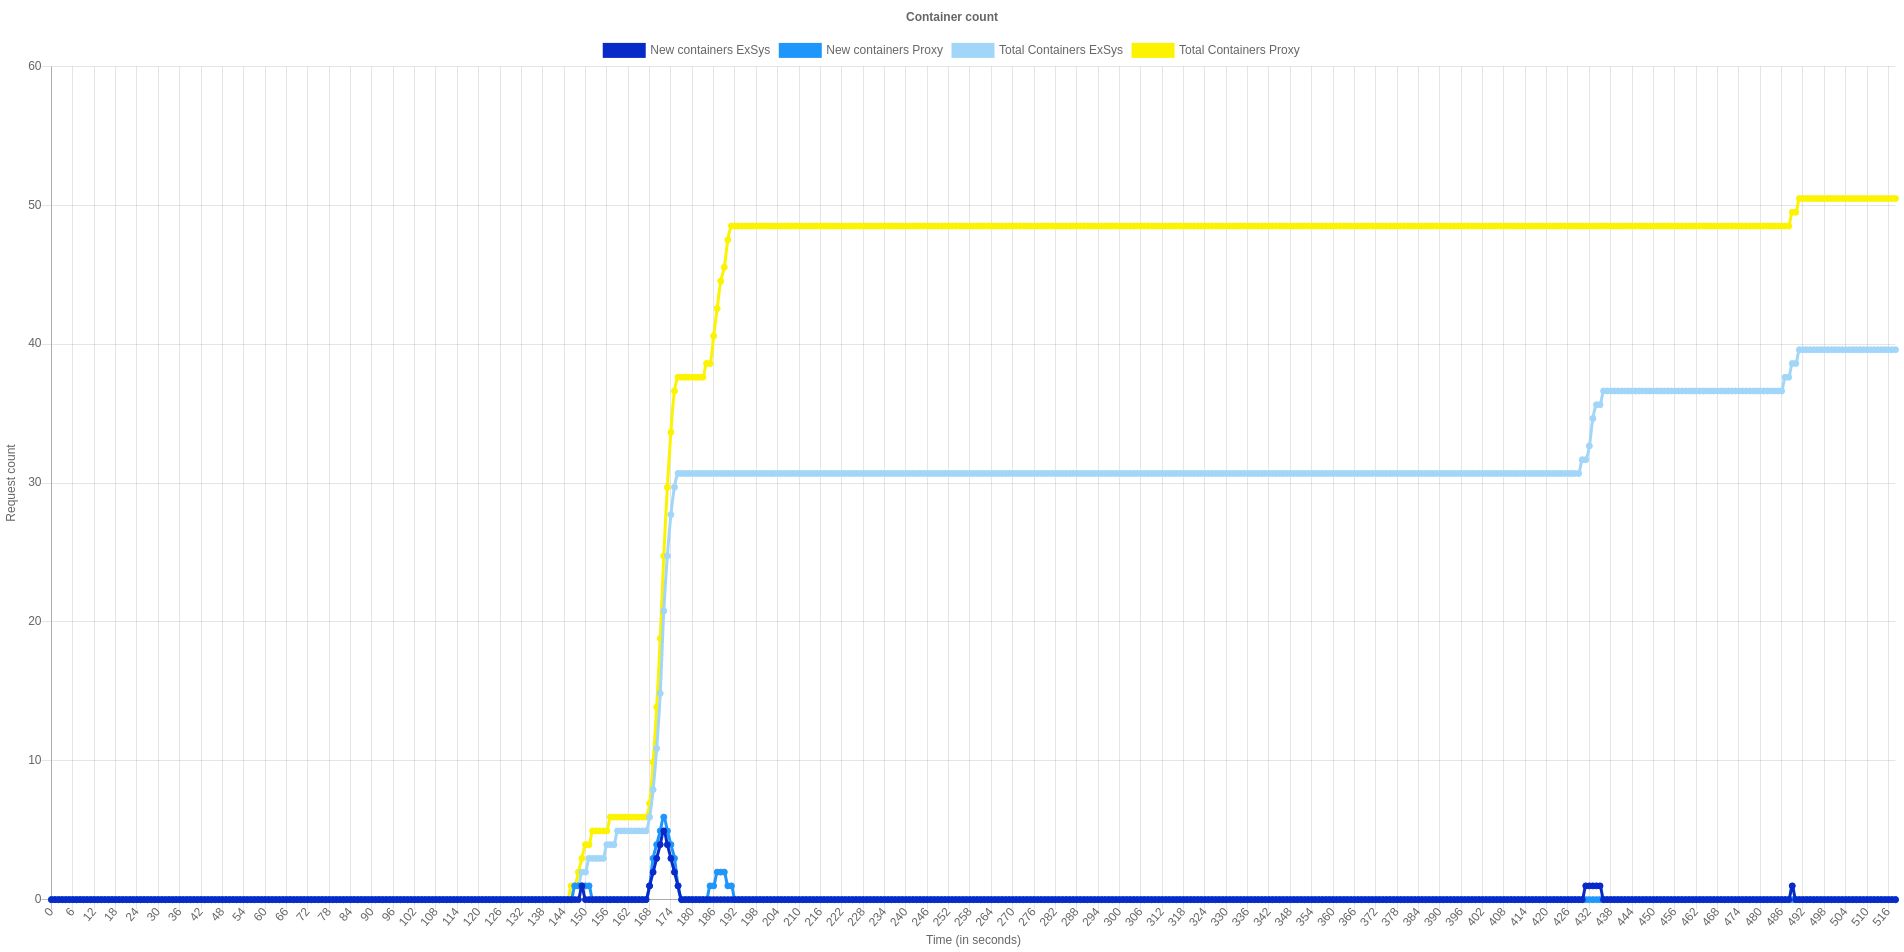 Container count
New containers ExSys New containers Proxy Total Containers ExSys Total Containers Proxy
60
50
40
30
20
10
0
Request count
0 6 12 18 24 30 36 42 48 54 60 66 72 78 84 90 96 102 108 114 120 126 132 138 144 150 156 162 168 174 180 186 192 198 204 210 216 222 228 234 240 246 252 258 264 270 276 282 288 294 300 306 312 318 324 330 336 342 348 354 360 366 372 378 384 390 396 402 408 414 420 426 432 438 444 450 456 462 468 474 480 486 492 498 504 510 516
Time (in seconds)